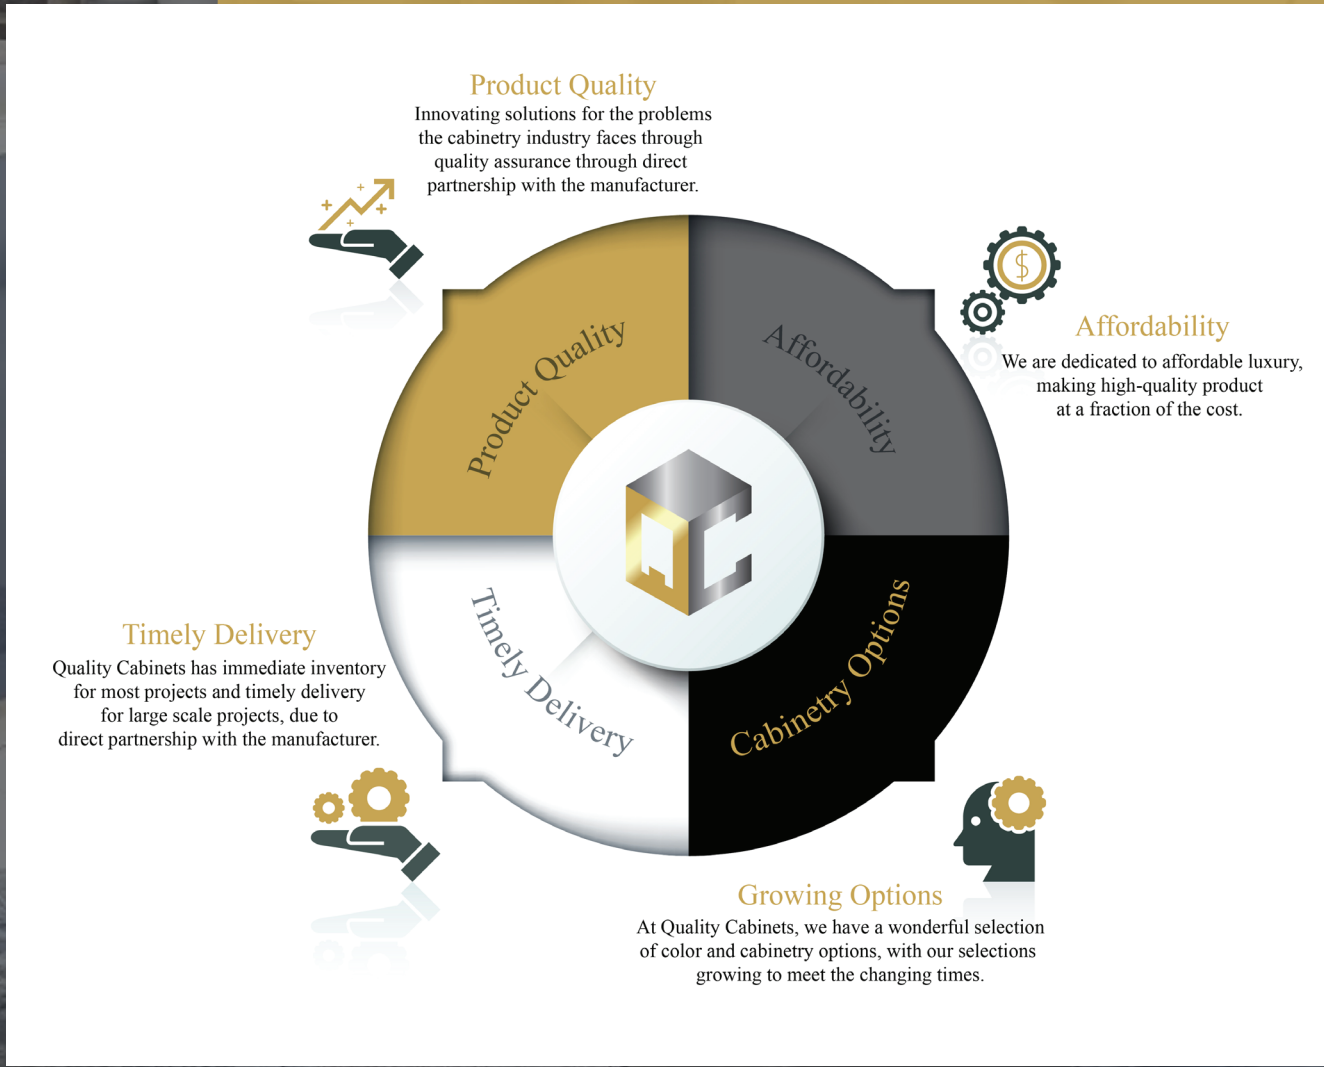 Product Quality
Innovating solutions for the problems
the cabinetry industry faces through
quality assurance through direct
partnership with the manufacturer.
$
Affordability
We are dedicated to affordable luxury,
making high-quality product
at a fraction of the cost.
Product Quality
Affordability
QC
Timely Delivery
Cabinetry Options
Timely Delivery
Quality Cabinets has immediate inventory
for most projects and timely delivery
for large scale projects, due to
direct partnership with the manufacturer.
Growing Options
At Quality Cabinets, we have a wonderful selection
of color and cabinetry options, with our selections
growing to meet the changing times.